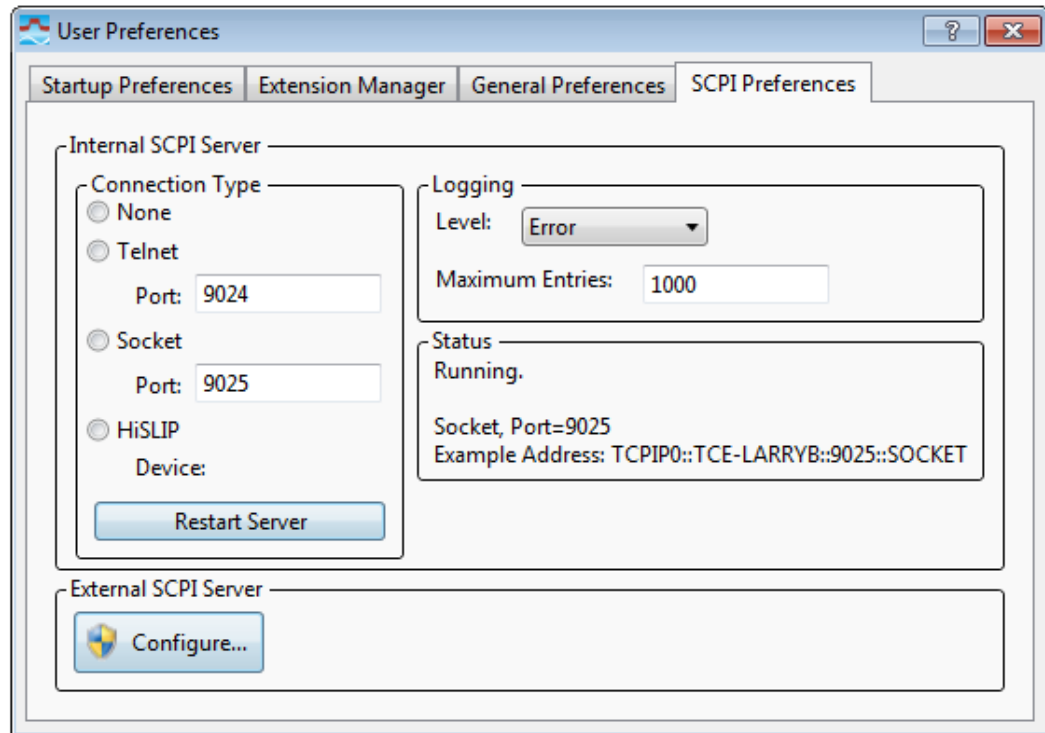 User Preferences
?
Startup Preferences
Extension Manager
General Preferences
SCPI Preferences
Internal SCPI Server
Connection Type
None
Telnet
Port: 9024
Socket
Port: 9025
HiSLIP
Device:
Restart Server
Logging
Level: Error
Maximum Entries: 1000
Status
Running.
Socket, Port=9025
Example Address: TCPIP0::TCE-LARRYB::9025::SOCKET
External SCPI Server
Configure...